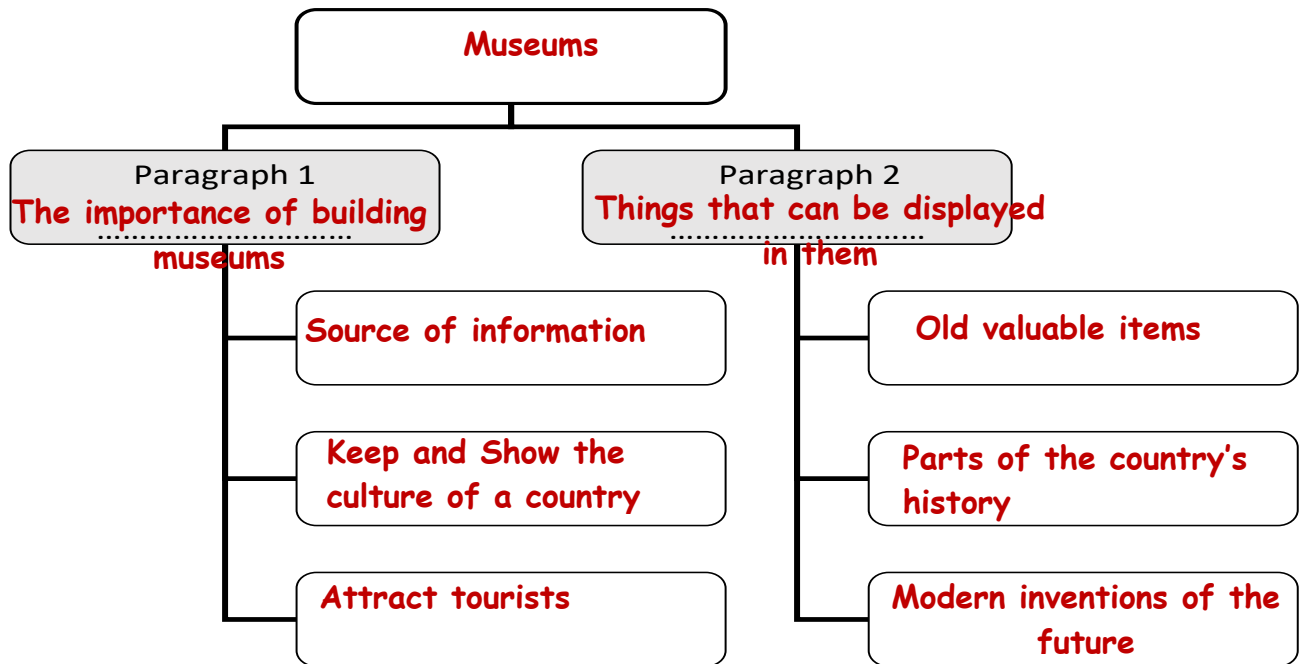 Museums
Paragraph 1
The importance of building
................................
museums
Source of information
Keep and Show the
culture of a country
Attract tourists
Paragraph 2
Things that can be displayed
................................
in them
Old valuable items
Parts of the country's
history
Modern inventions of the
future